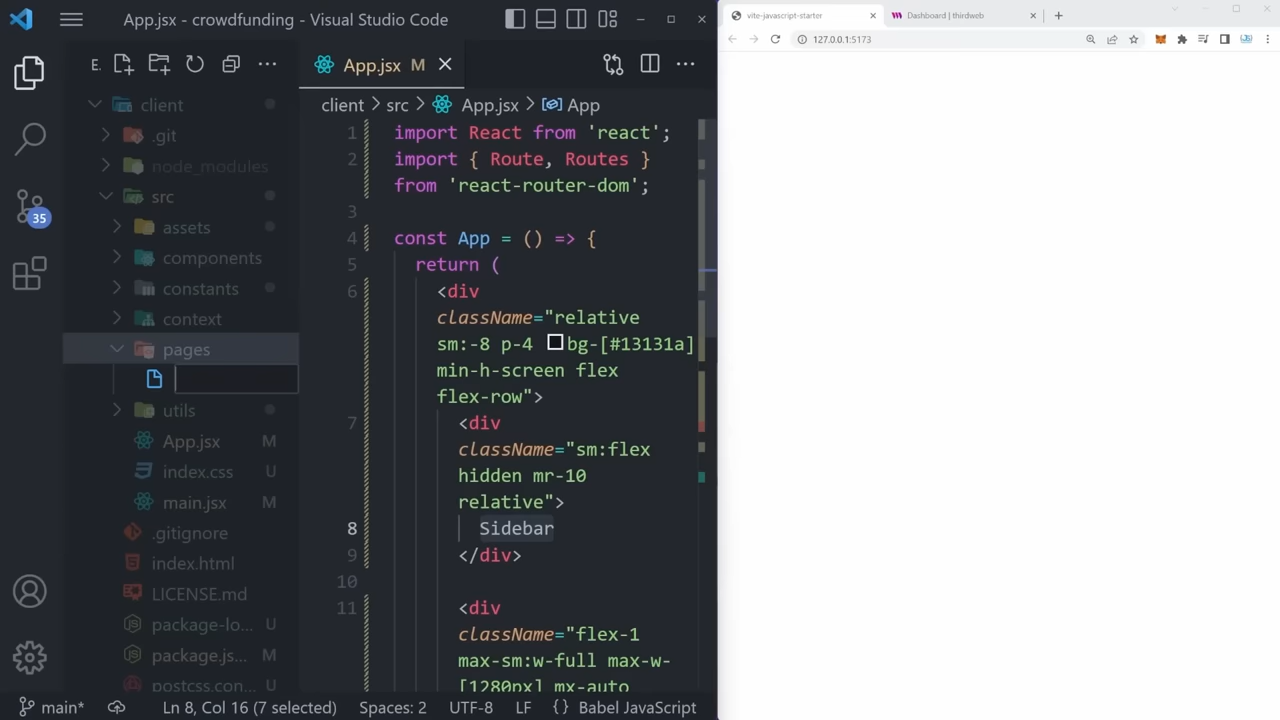 App.jsx - crowdfunding - Visual Studio Code
vite-javascript-starter
Dashboard | thirdweb
127.0.0.1:5173
E.
App.jsx M
client > src > App.jsx > App
client
.git
node_modules
src
assets
components
constants
context
pages
utils
App.jsx M
index.css U
main.jsx M
.gitignore
index.html
LICENSE.md
package-lo... U
package.js... M
postcss.con... U
35
1 import React from 'react';
2 import { Route, Routes }
from 'react-router-dom';
3
4 const App = () => {
5 return (
6 <div
className="relative
sm:-8 p-4 bg-[#13131a]
min-h-screen flex
flex-row">
7 <div
className="sm:flex
hidden mr-10
relative">
8 Sidebar
9 </div>
10
11 <div
className="flex-1
max-sm:w-full max-w-
[1280px] mx-auto
main*
Ln 8, Col 16 (7 selected)
Spaces: 2
UTF-8
LF
{} Babel JavaScript